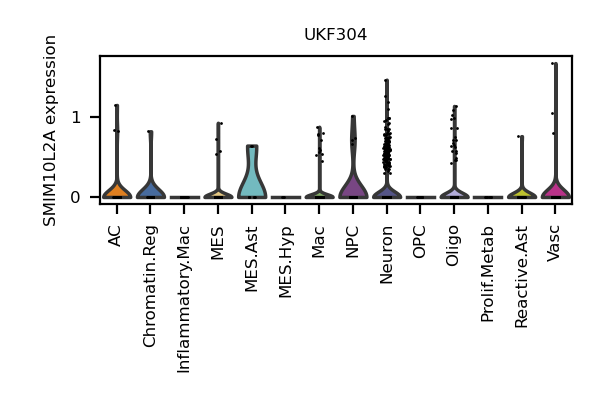 UKF304
SMIM10L2A expression
1
0
AC
Chromatin.Reg
Inflammatory.Mac
MES
MES.Ast
MES.Hyp
Mac
NPC
Neuron
OPC
Oligo
Prolif.Metab
Reactive.Ast
Vasc